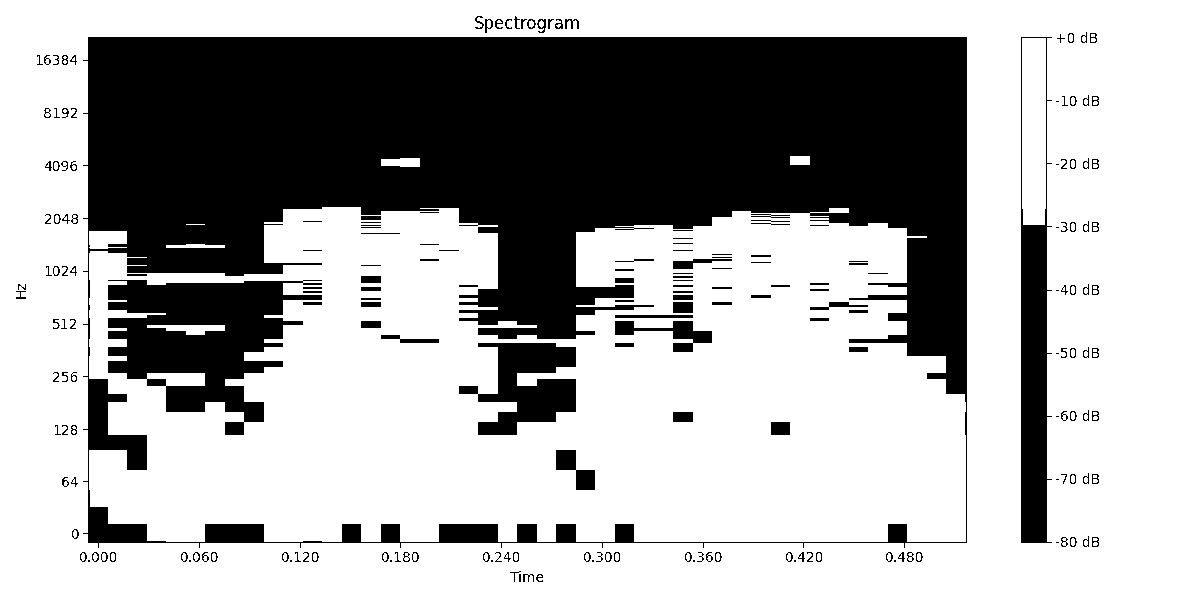 Spectrogram
16384
8192
4096
2048
1024
512
256
128
64
0
Hz
0.000 0.060 0.120 0.180 0.240 0.300 0.360 0.420 0.480
Time
+0 dB
-10 dB
-20 dB
-30 dB
-40 dB
-50 dB
-60 dB
-70 dB
-80 dB